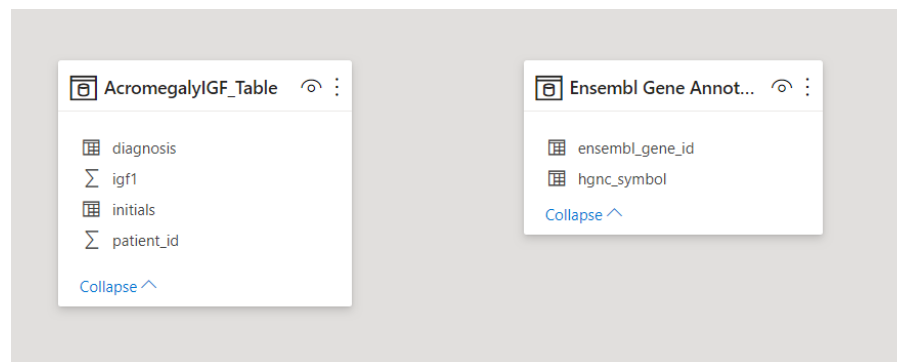 AcromegalyIGF_Table
diagnosis
igf1
initials
patient_id
Collapse
Ensembl Gene Annot...
ensembl_gene_id
hgnc_symbol
Collapse